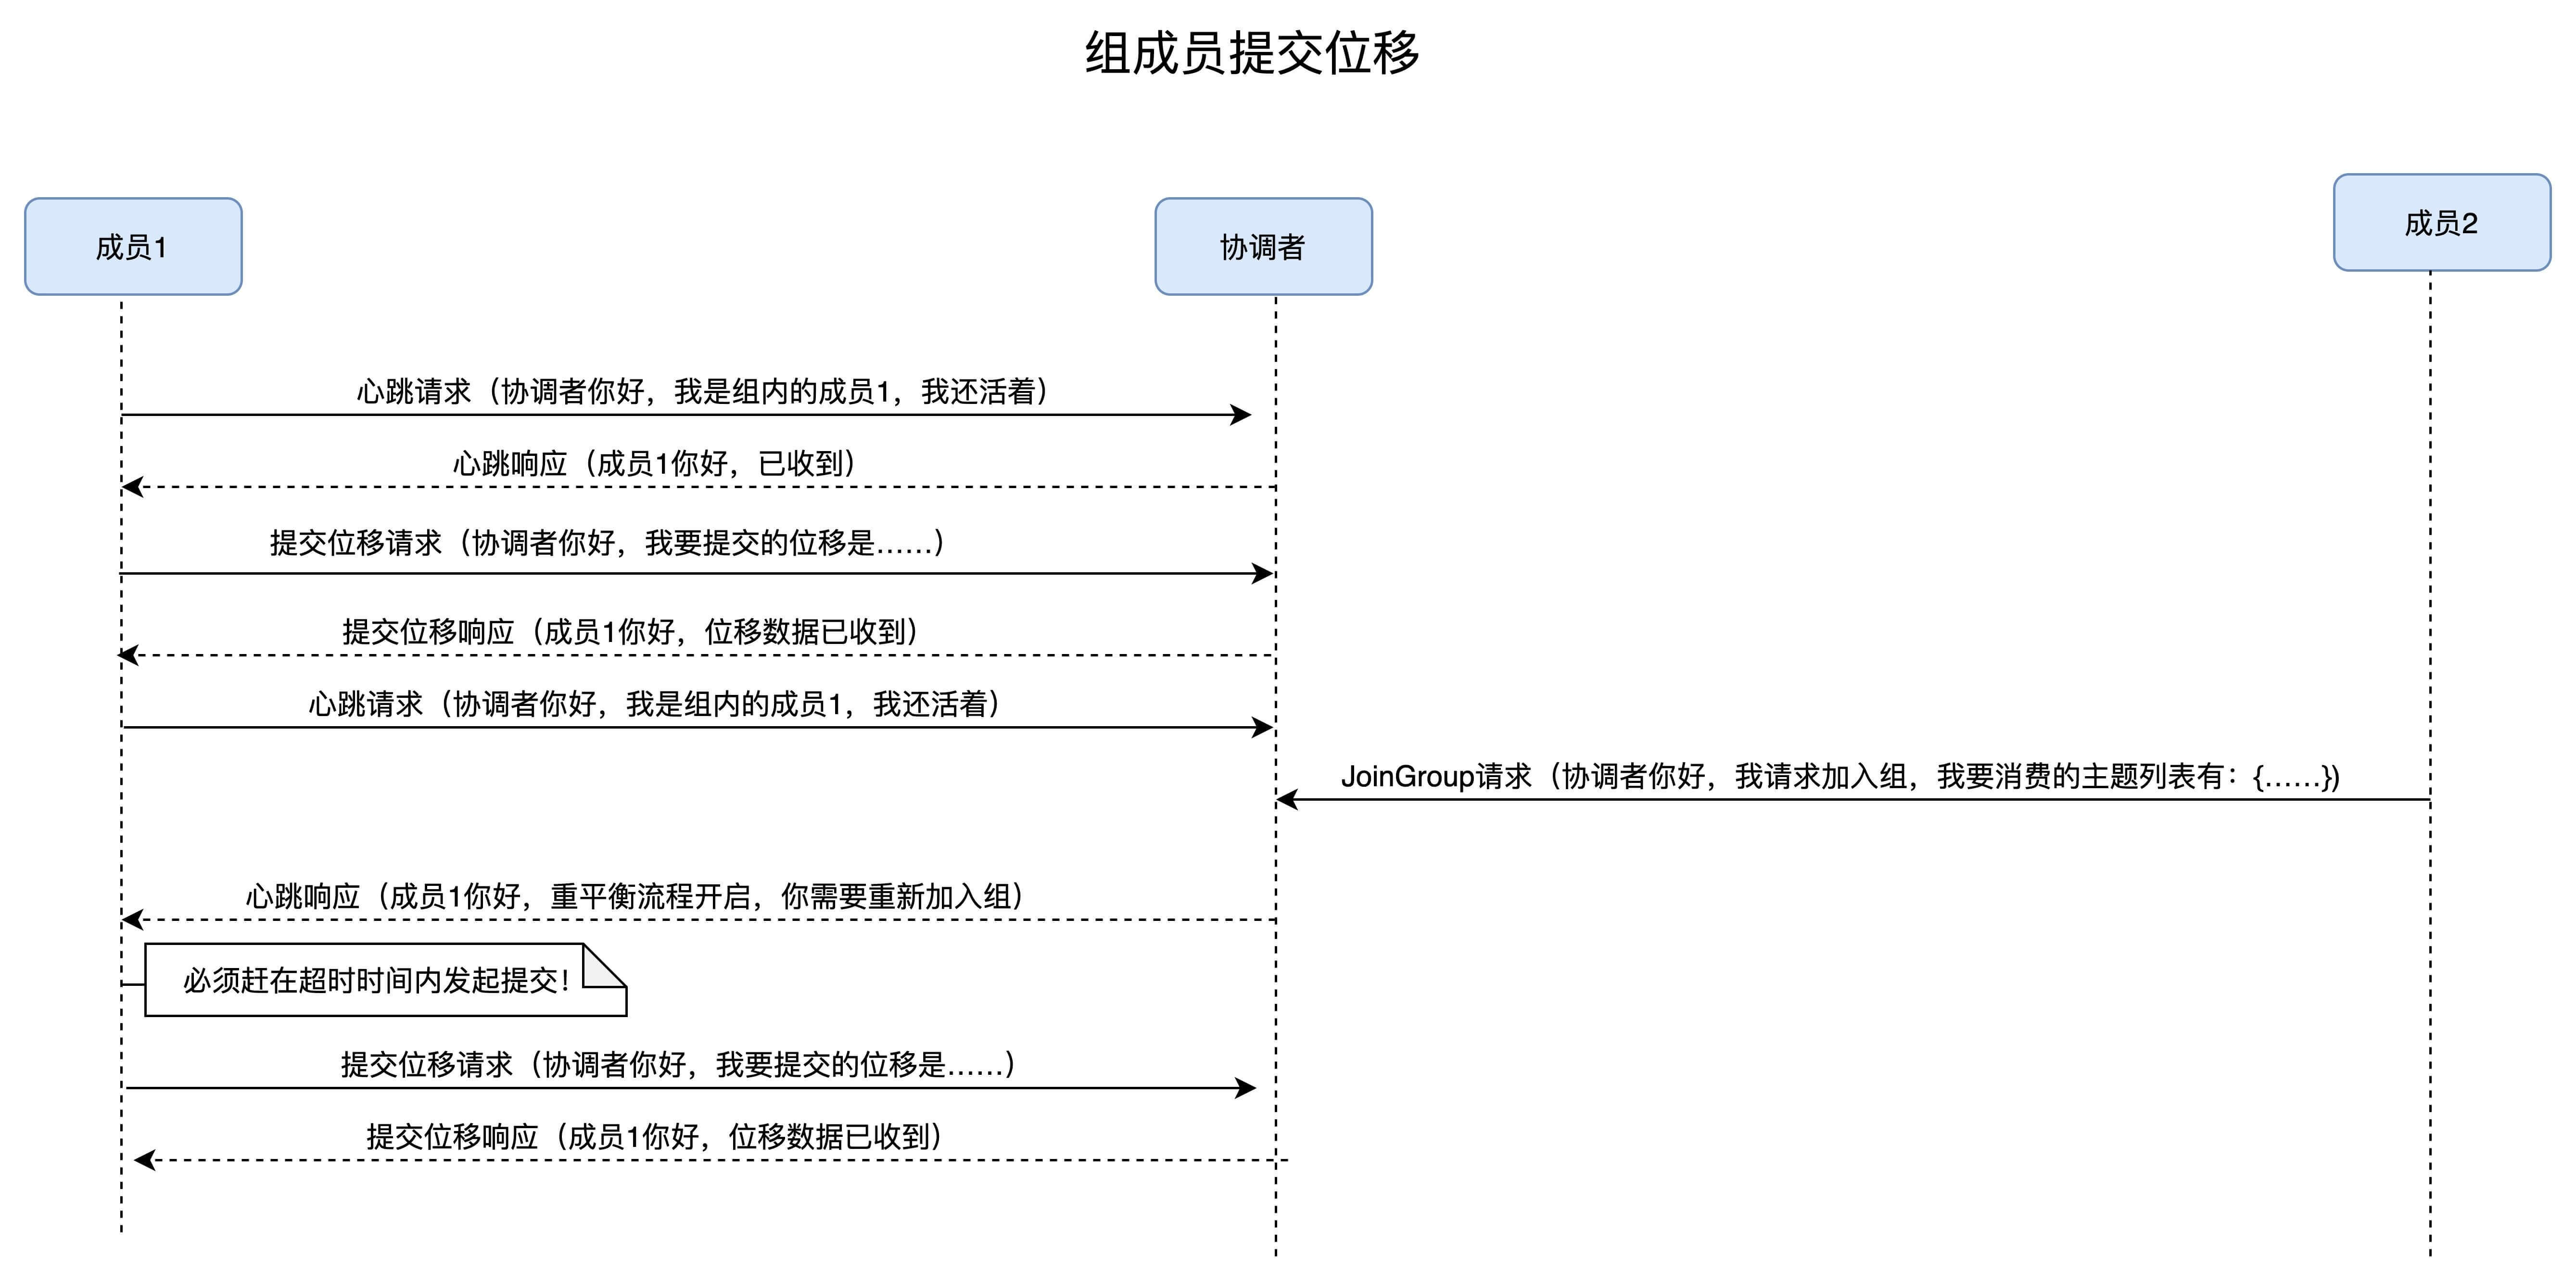 组成员提交位移
成员1
协调者
成员2
心跳请求（协调者你好，我是组内的成员1，我还活着）
心跳响应（成员1你好，已收到）
提交位移请求（协调者你好，我要提交的位移是……）
提交位移响应（成员1你好，位移数据已收到）
心跳请求（协调者你好，我是组内的成员1，我还活着）
JoinGroup请求（协调者你好，我请求加入组，我要消费的主题列表有：{……})
心跳响应（成员1你好，重平衡流程开启，你需要重新加入组）
必须赶在超时时间内发起提交！
提交位移请求（协调者你好，我要提交的位移是……）
提交位移响应（成员1你好，位移数据已收到）